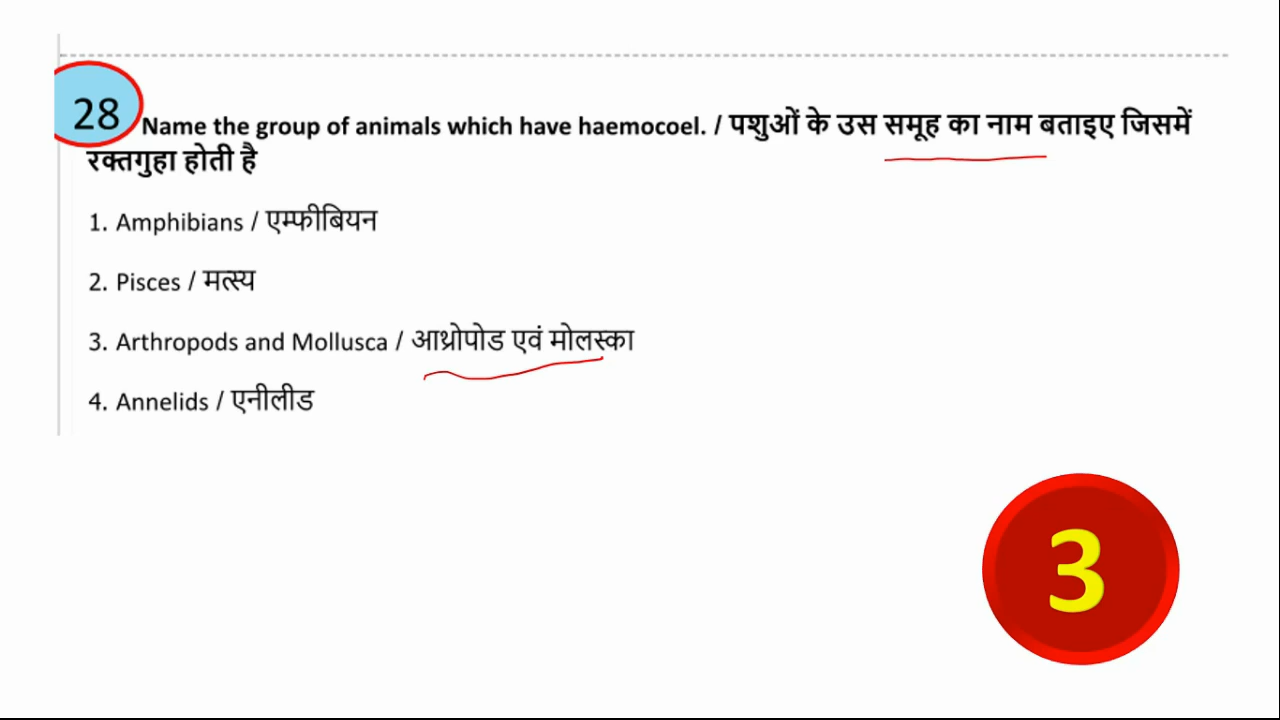 28 Name the group of animals which have haemocoel. / पशुओं के उस समूह का नाम बताइए जिसमें
रक्तगुहा होती है
1. Amphibians / एम्फीबियन
2. Pisces / मत्स्य
3. Arthropods and Mollusca / आथ्रोपोड एवं मोलस्का
4. Annelids / एनीलीड
3